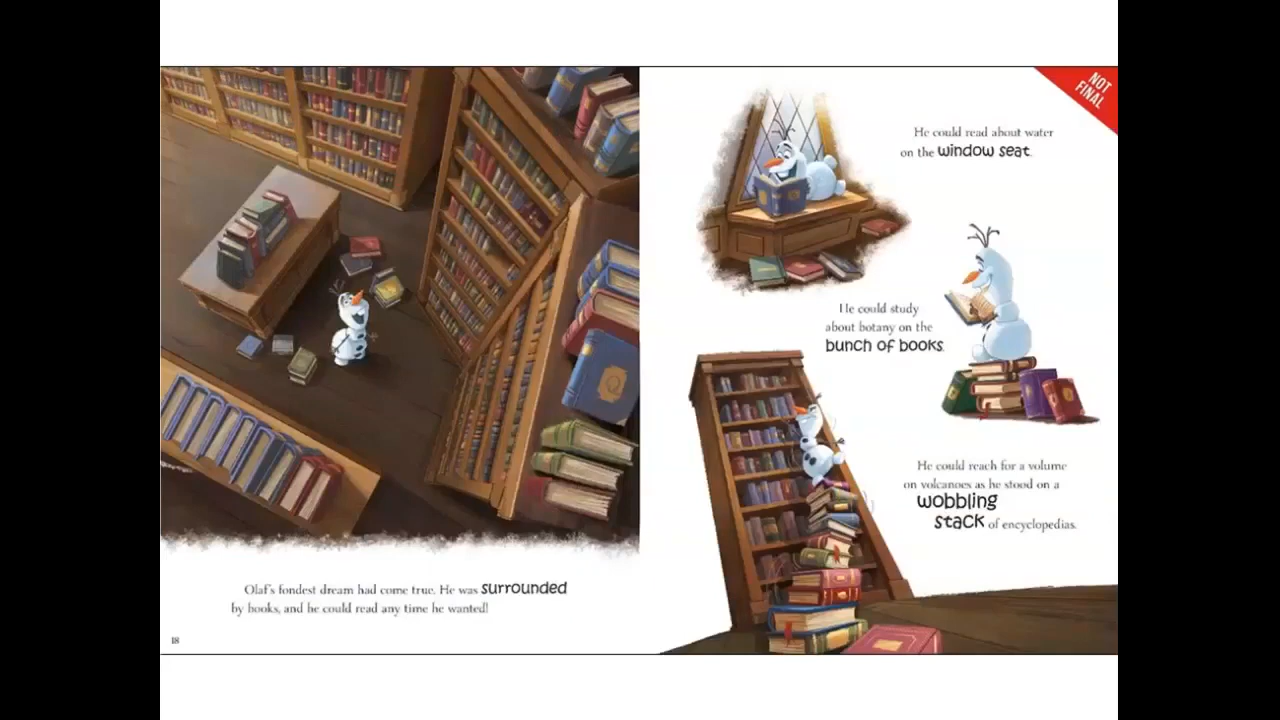 Olaf's fondest dream had come true. He was surrounded
by books, and he could read any time he wanted!
18
NOT
FINAL
He could read about water
on the window seat.
He could study
about botany on the
bunch of books.
He could reach for a volume
on volcanoes as he stood on a
wobbling
stack of encyclopedias.